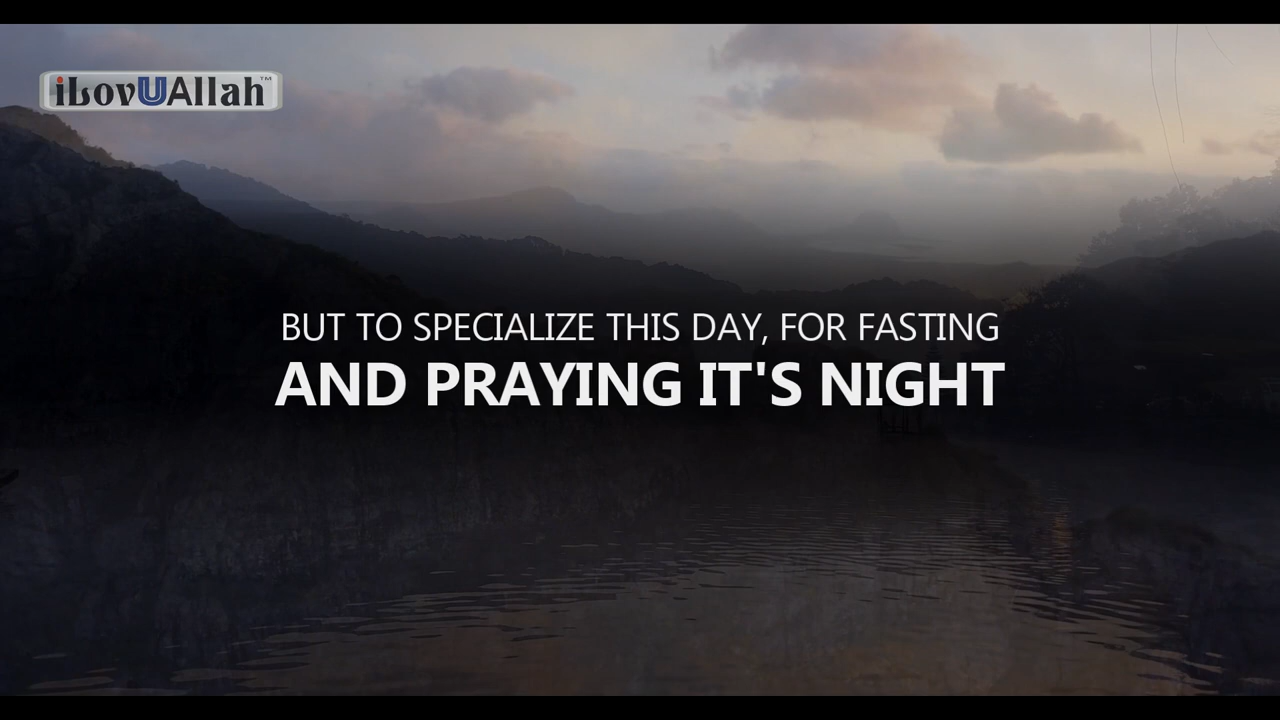 iLovUAllah™
BUT TO SPECIALIZE THIS DAY, FOR FASTING
AND PRAYING IT'S NIGHT